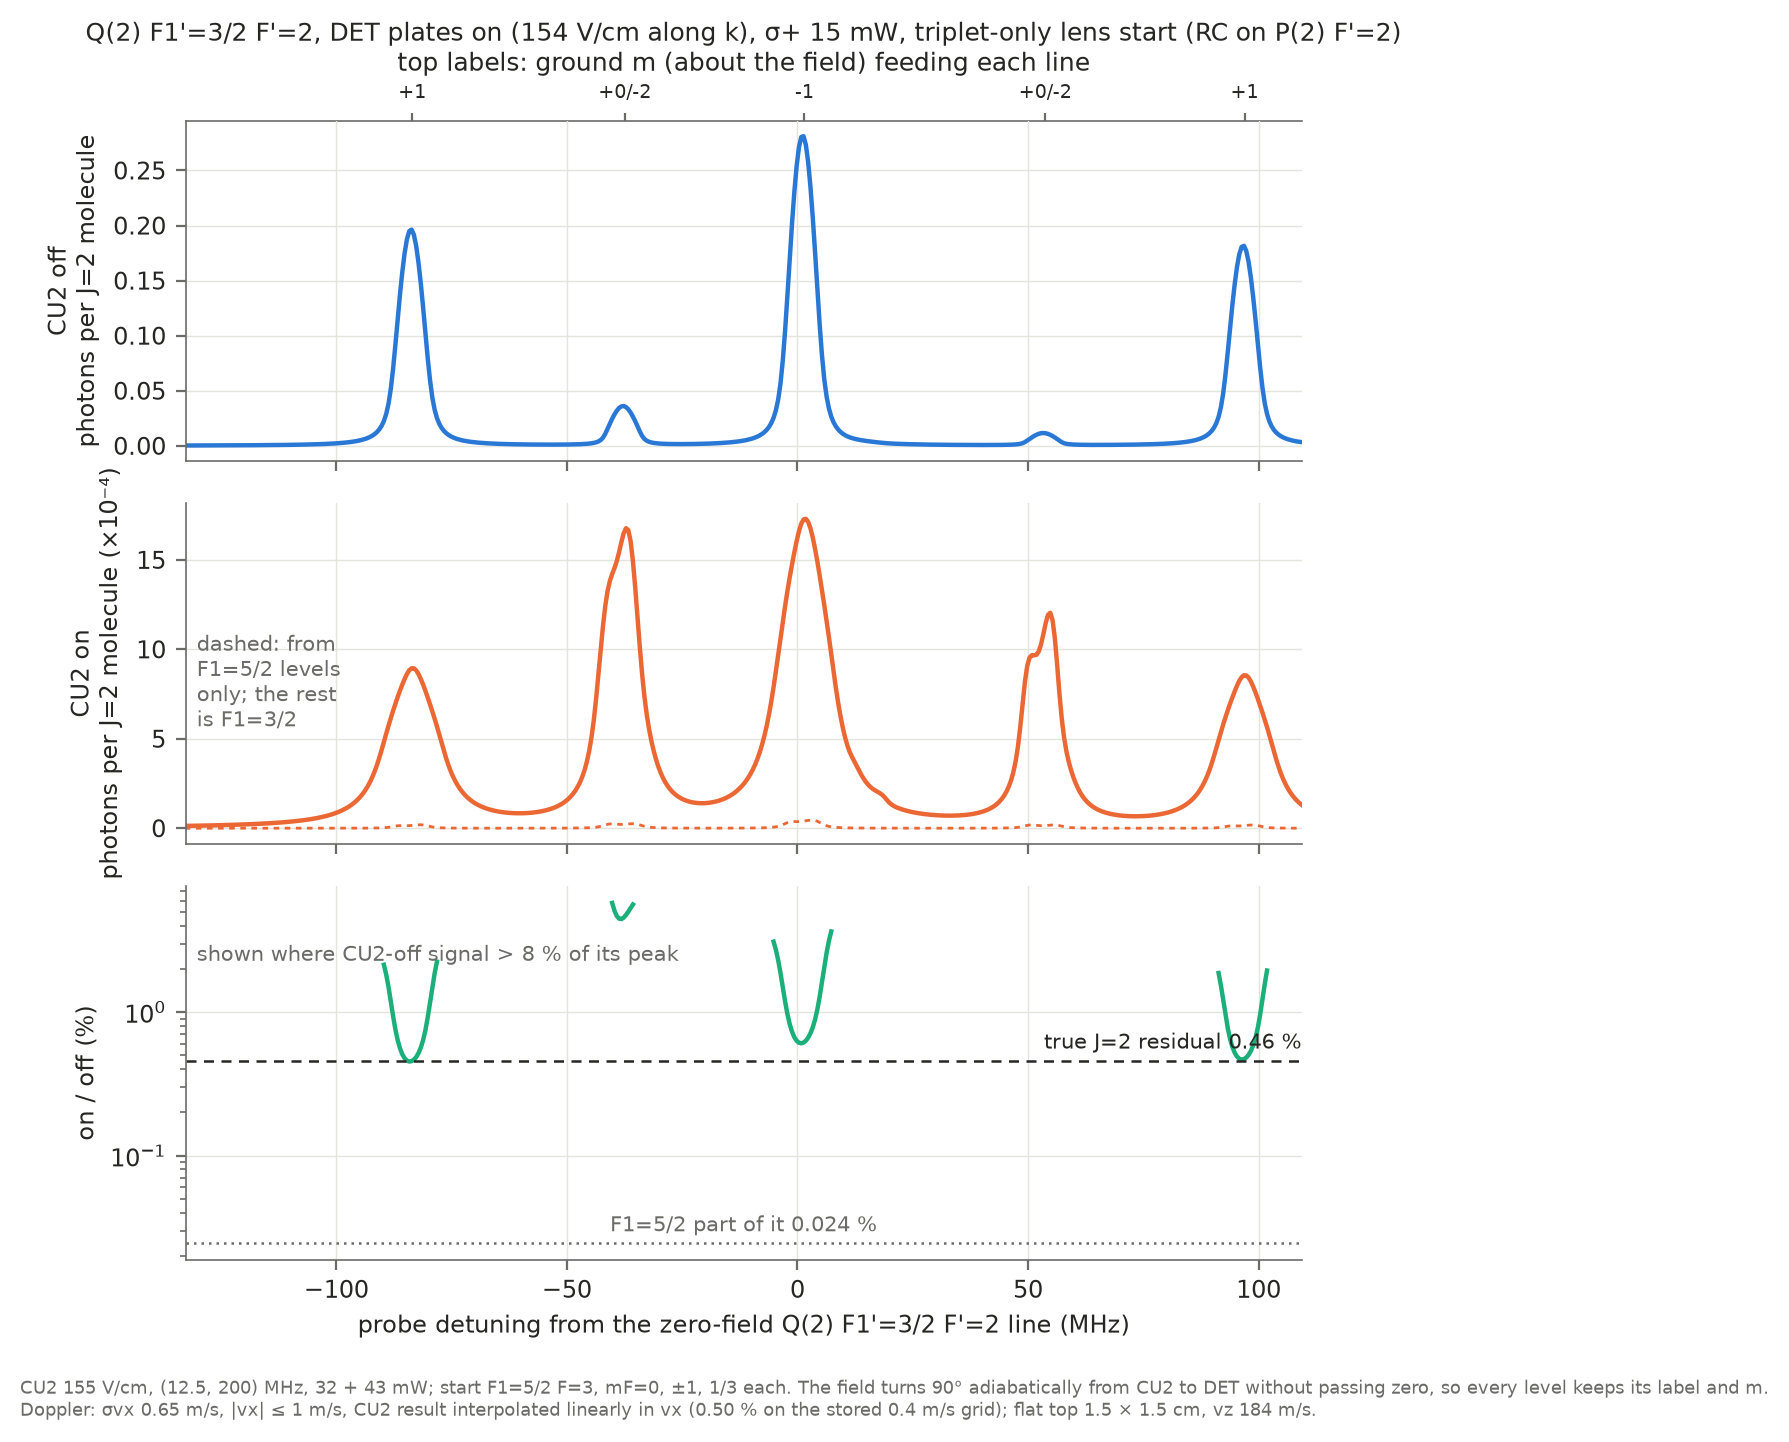 Q(2) F1'=3/2 F'=2, DET plates on (154 V/cm along k), σ+ 15 mW, triplet-only lens start (RC on P(2) F'=2)
top labels: ground m (about the field) feeding each line
+1
+0/-2
-1
+0/-2
+1
CU2 off
photons per J=2 molecule
0.25
0.20
0.15
0.10
0.05
0.00
CU2 on
photons per J=2 molecule (×10⁻⁴)
15
10
5
0
dashed: from
F1=5/2 levels
only; the rest
is F1=3/2
on / off (%)
10⁰
10⁻¹
shown where CU2-off signal > 8 % of its peak
true J=2 residual 0.46 %
F1=5/2 part of it 0.024 %
−100
−50
0
50
100
probe detuning from the zero-field Q(2) F1'=3/2 F'=2 line (MHz)
CU2 155 V/cm, (12.5, 200) MHz, 32 + 43 mW; start F1=5/2 F=3, mF=0, ±1, 1/3 each. The field turns 90° adiabatically from CU2 to DET without passing zero, so every level keeps its label and m.
Doppler: σvx 0.65 m/s, |vx| ≤ 1 m/s, CU2 result interpolated linearly in vx (0.50 % on the stored 0.4 m/s grid); flat top 1.5 × 1.5 cm, vz 184 m/s.